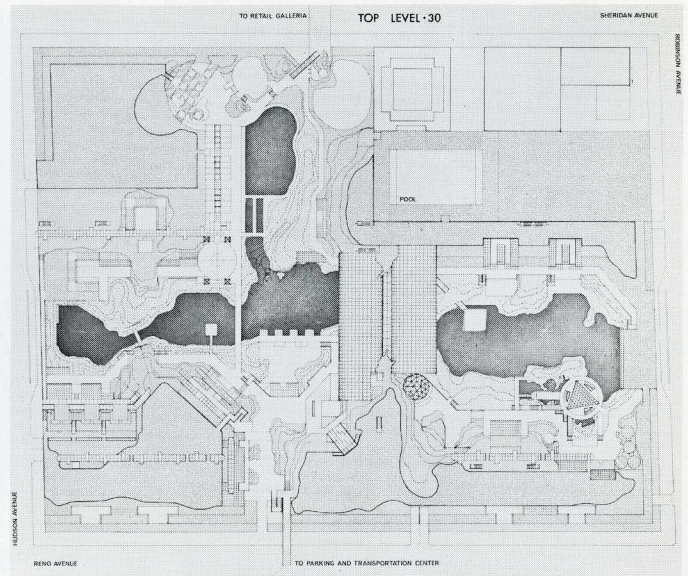 TO RETAIL GALLERIA
TOP LEVEL·30
SHERIDAN AVENUE
ROBINSON AVENUE
POOL
HUDSON AVENUE
RENO AVENUE
TO PARKING AND TRANSPORTATION CENTER